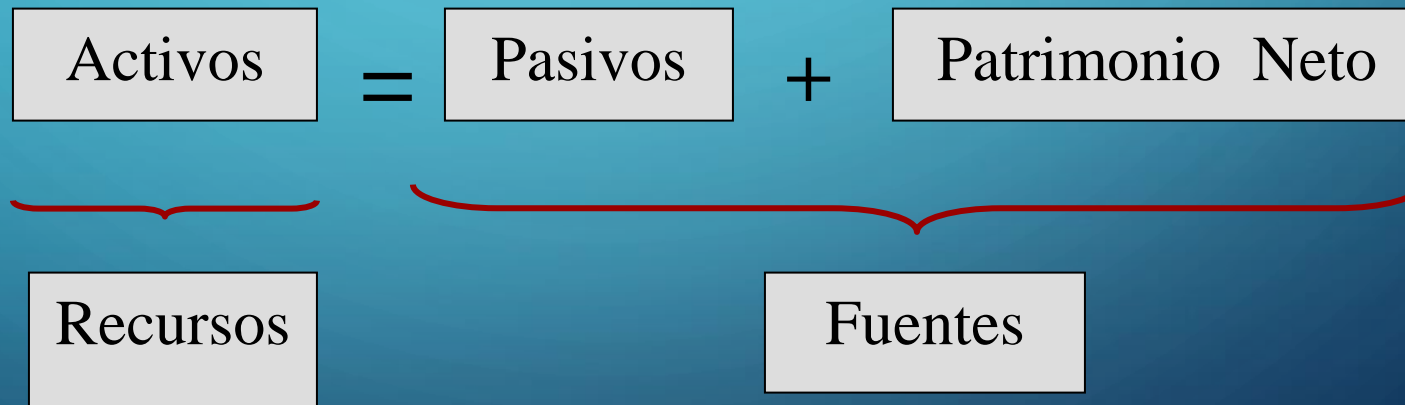 Activos = Pasivos + Patrimonio Neto
Recursos Fuentes